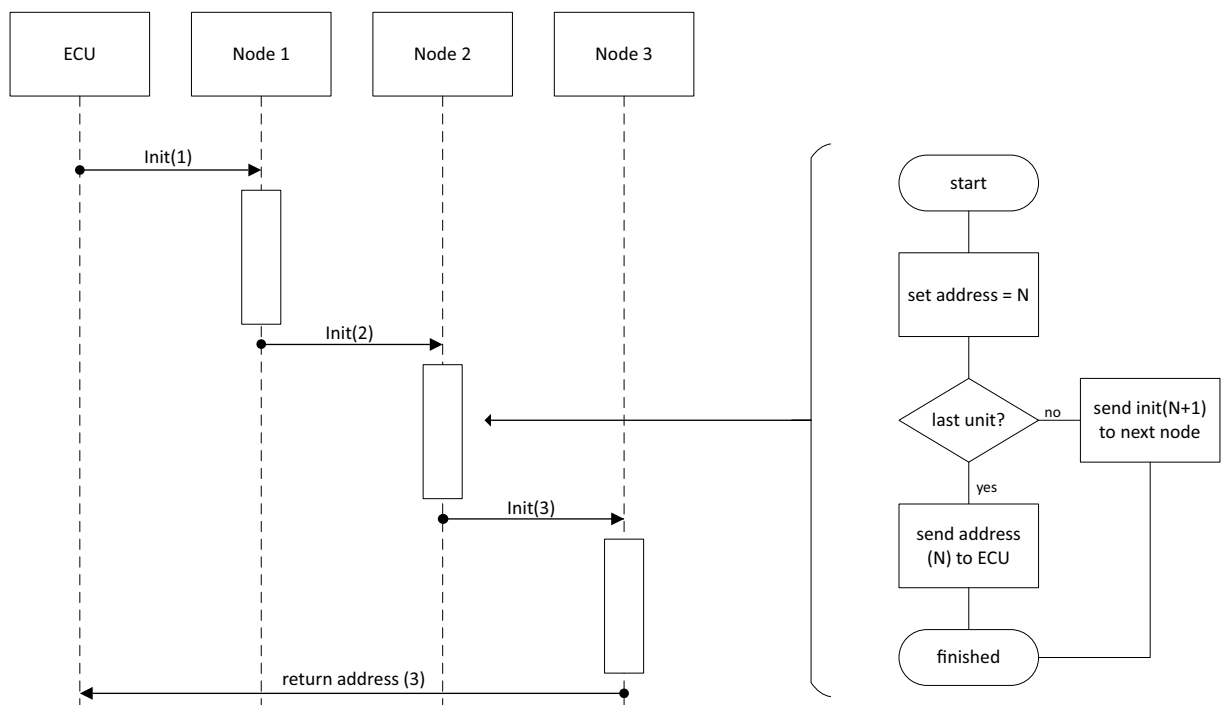 ECU
Node 1
Node 2
Node 3
Init(1)
Init(2)
Init(3)
return address (3)
start
set address = N
last unit?
no
send init(N+1)
to next node
yes
send address
(N) to ECU
finished